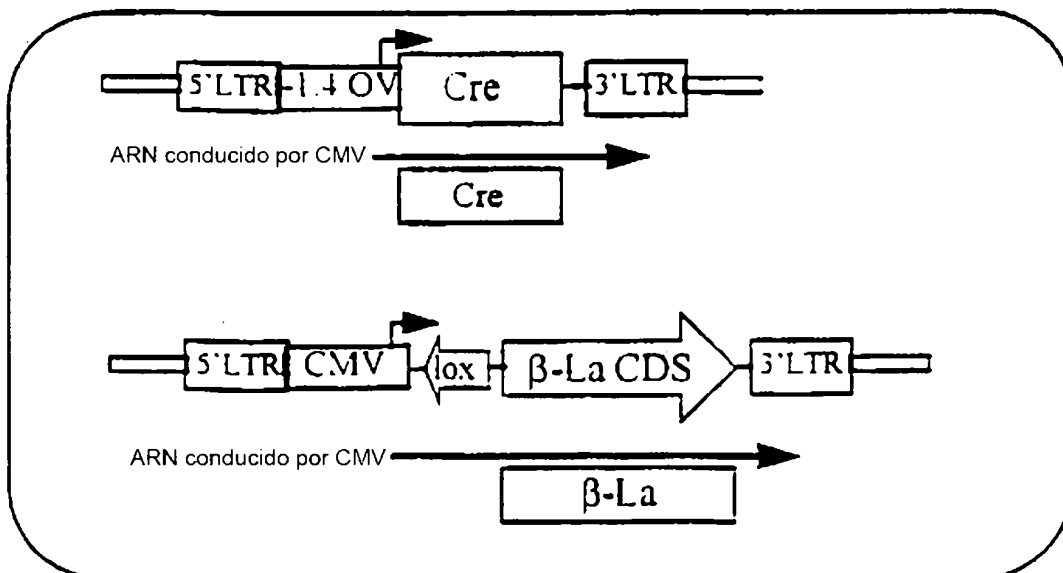 5'LTR -1.4 OV Cre 3'LTR
ARN conducido por CMV
Cre
5'LTR CMV lox β-La CDS 3'LTR
ARN conducido por CMV
β-La